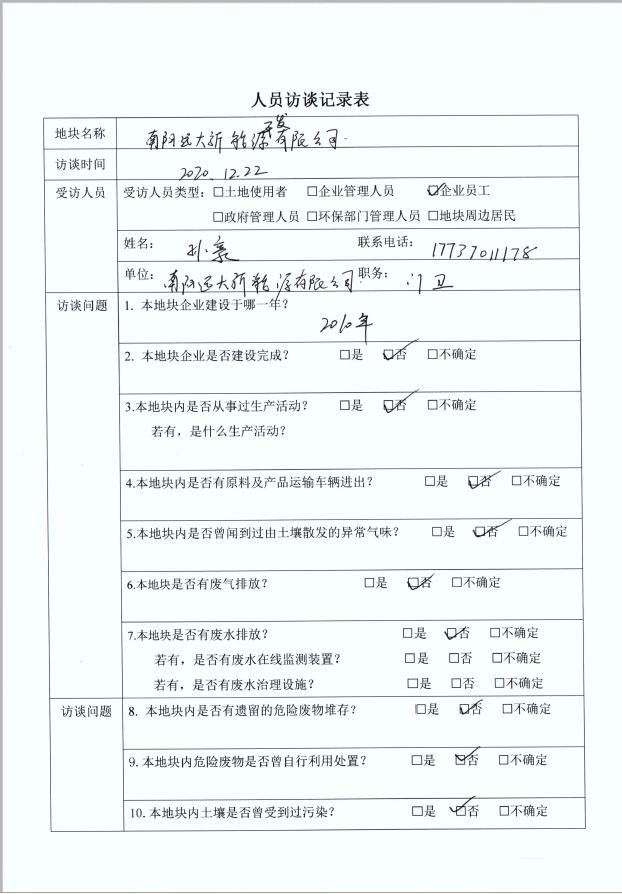 人员访谈记录表
地块名称 南阳远大新能源开发有限公司.
访谈时间 2020.12.22
受访人员 受访人员类型：□土地使用者 □企业管理人员 ☑企业员工
□政府管理人员 □环保部门管理人员 □地块周边居民
姓名： 孙 联系电话： 17737011178
单位： 南阳远大新能源有限公司 职务： 门卫
访谈问题 1. 本地块企业建设于哪一年？
2010年
2. 本地块企业是否建设完成？ □是 ☑否 □不确定
3.本地块内是否从事过生产活动？ □是 ☑否 □不确定
若有，是什么生产活动？
4.本地块内是否有原料及产品运输车辆进出？ □是 ☑否 □不确定
5.本地块内是否曾闻到过由土壤散发的异常气味？ □是 ☑否 □不确定
6.本地块是否有废气排放？ □是 ☑否 □不确定
7.本地块是否有废水排放？ □是 ☑否 □不确定
若有，是否有废水在线监测装置？ □是 □否 □不确定
若有，是否有废水治理设施？ □是 □否 □不确定
访谈问题 8. 本地块内是否有遗留的危险废物堆存？ □是 ☑否 □不确定
9. 本地块内危险废物是否曾自行利用处置？ □是 ☑否 □不确定
10. 本地块内土壤是否曾受到过污染？ □是 ☑否 □不确定